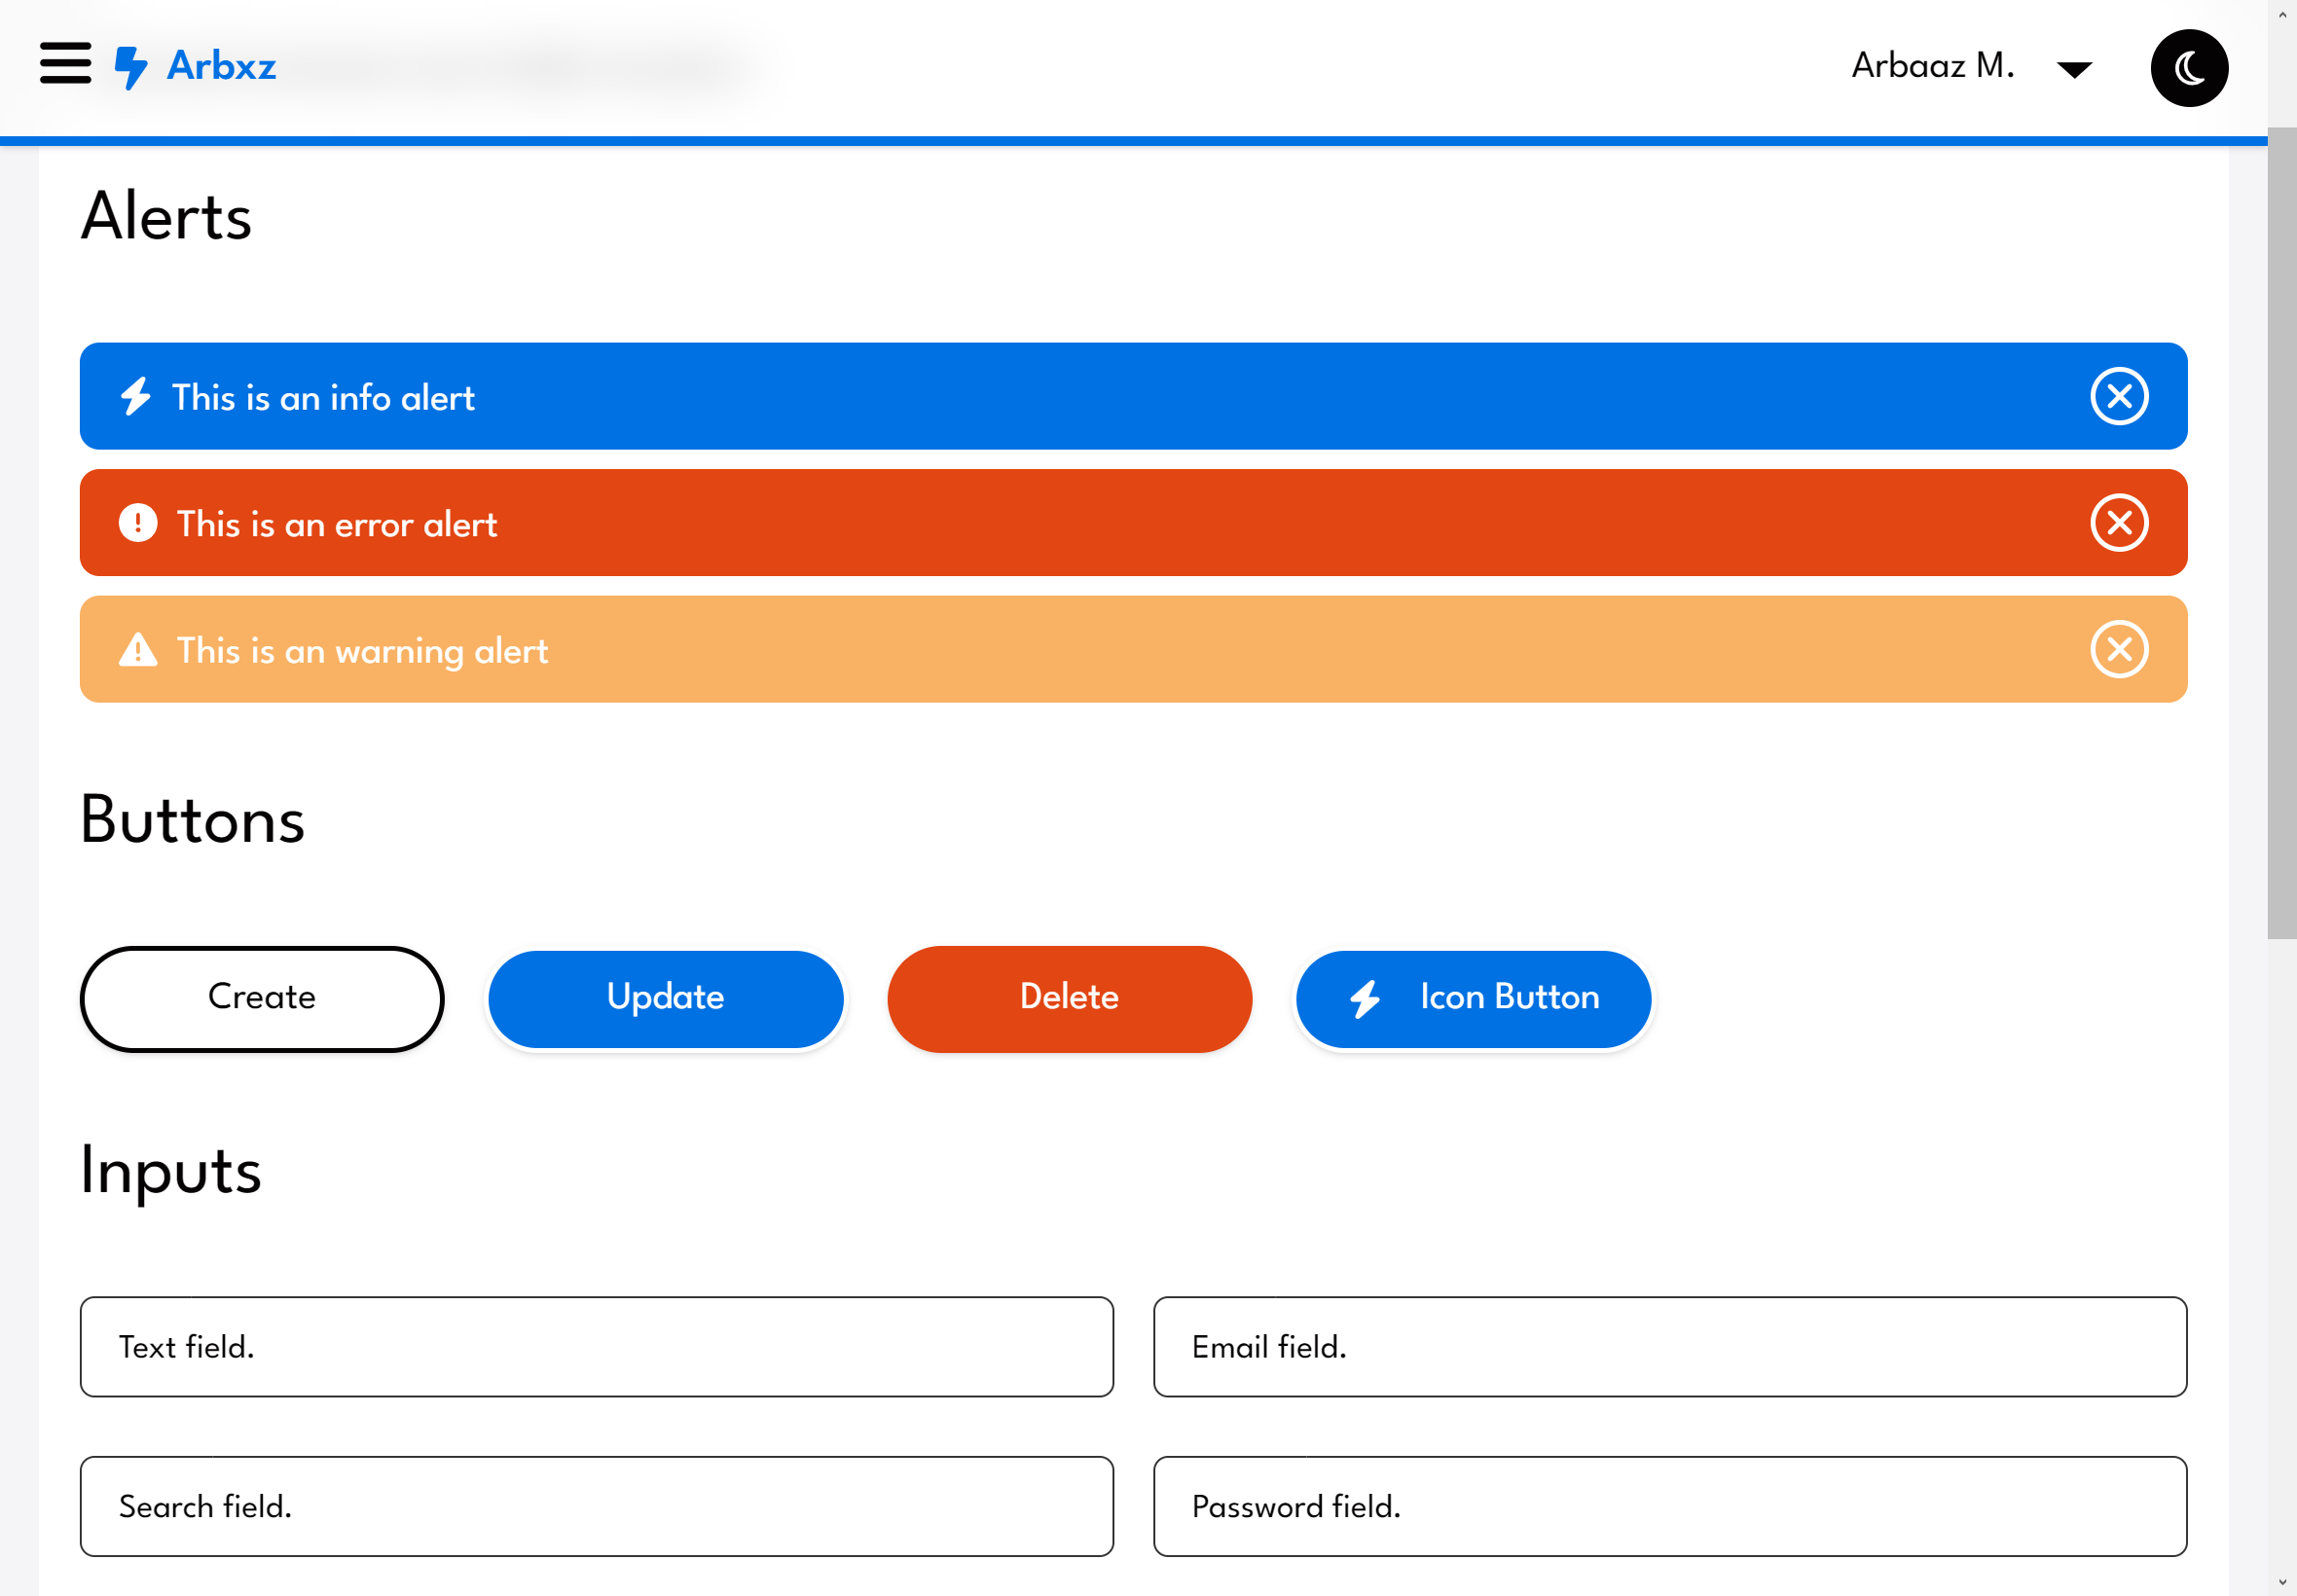 Arbxz
Arbaaz M.
Alerts
This is an info alert
This is an error alert
This is an warning alert
Buttons
Create
Update
Delete
Icon Button
Inputs
Text field.
Email field.
Search field.
Password field.